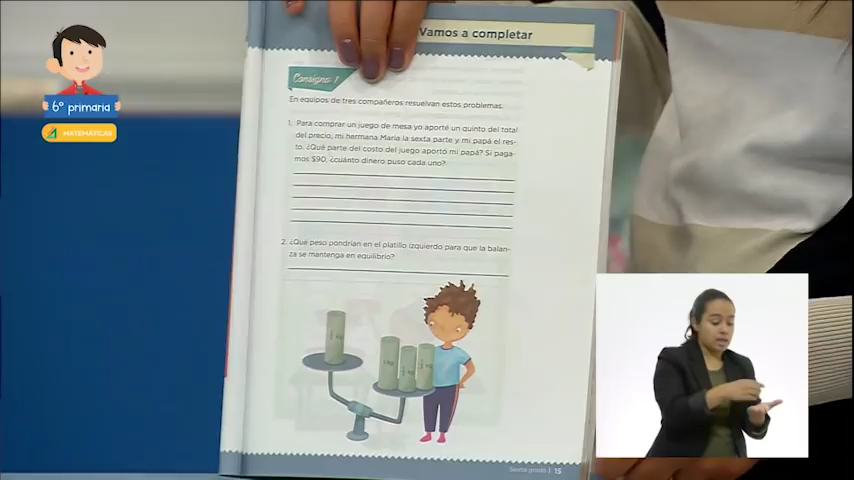 6º primaria
MATEMÁTICAS
Vamos a completar
Consigna 1
En equipos de tres compañeros resuelvan estos problemas.
1. Para comprar un juego de mesa yo aporté un quinto del total
del precio, mi hermana María la sexta parte y mi papá el res-
to. ¿Qué parte del costo del juego aportó mi papá? Si paga-
mos $90, ¿cuánto dinero puso cada uno?
2. ¿Qué peso pondrían en el platillo izquierdo para que la balan-
za se mantenga en equilibrio?
Sexto grado | 15